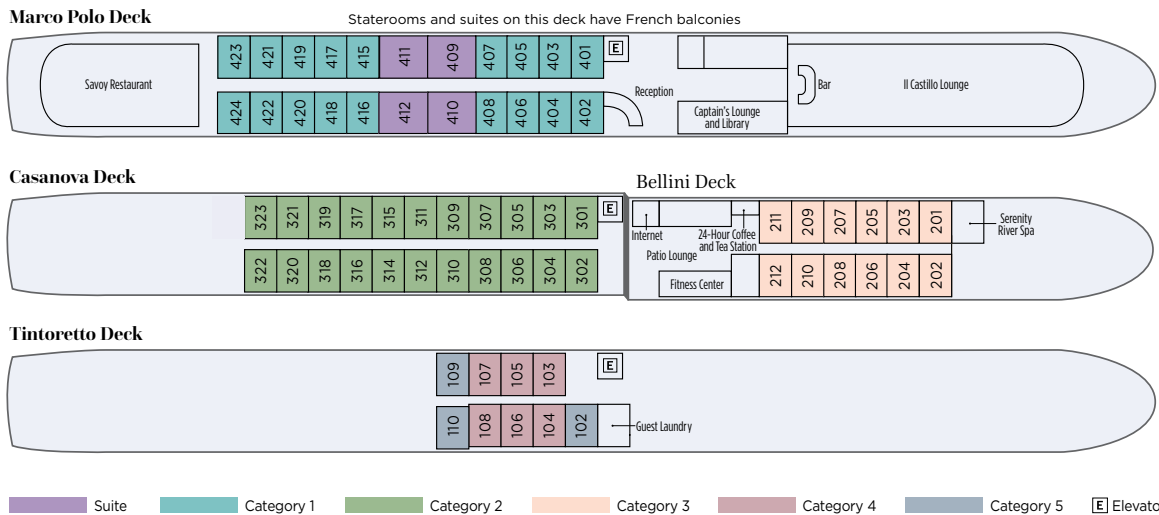 Marco Polo Deck
Staterooms and suites on this deck have French balconies
423 421 419 417 415 411 409 407 405 403 401 E
Savoy Restaurant
Reception
Bar
Il Castillo Lounge
424 422 420 418 416 412 410 408 406 404 402
Captain's Lounge
and Library
Casanova Deck
Bellini Deck
323 321 319 317 315 311 309 307 305 303 301 E
322 320 318 316 314 312 310 308 306 304 302
Internet
24-Hour Coffee
and Tea Station
Patio Lounge
Fitness Center
211 209 207 205 203 201
212 210 208 206 204 202
Serenity
River Spa
Tintoretto Deck
109 107 105 103 E
110 108 106 104 102
Guest Laundry
Suite Category 1 Category 2 Category 3 Category 4 Category 5 E Elevato